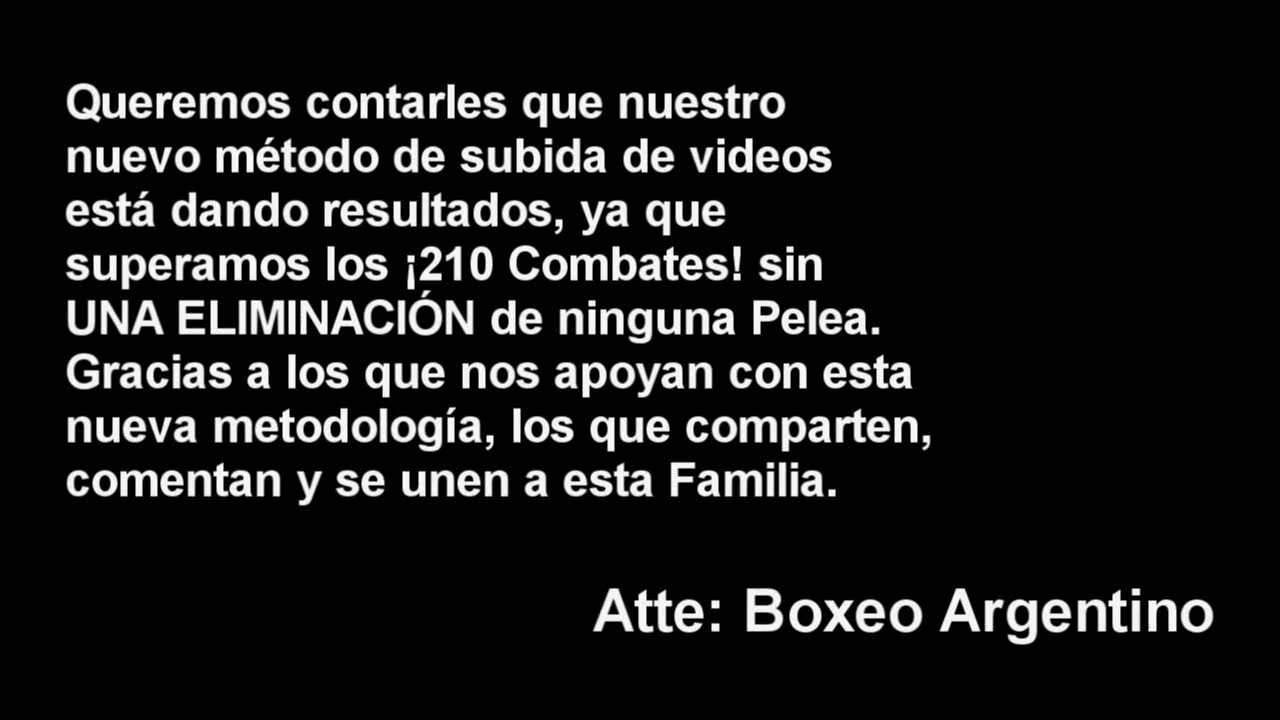 Queremos contarles que nuestro
nuevo método de subida de videos
está dando resultados, ya que
superamos los ¡210 Combates! sin
UNA ELIMINACIÓN de ninguna Pelea.
Gracias a los que nos apoyan con esta
nueva metodología, los que comparten,
comentan y se unen a esta Familia.
Atte: Boxeo Argentino